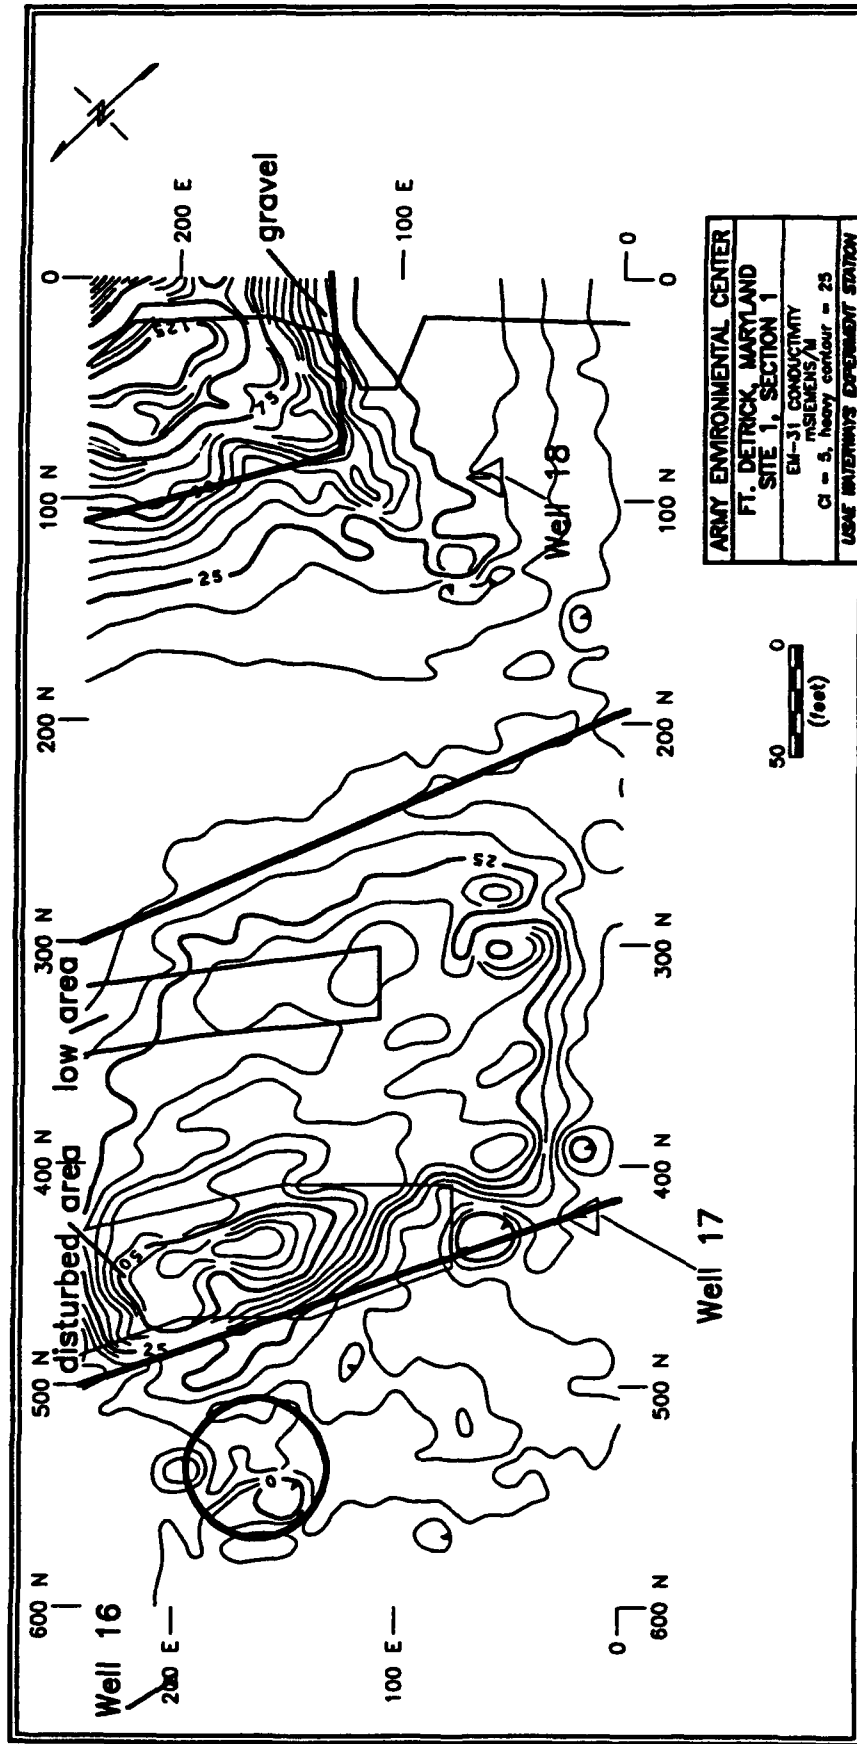 600 N
500 N
400 N
300 N
200 N
100 N
0
Well 16
disturbed area
low area
gravel
N
200 E
200 E
100 E
100 E
0
0
25
50
25
75
125
0
25
Well 18
Well 17
600 N
500 N
400 N
300 N
200 N
100 N
0
50
0
(feet)
ARMY ENVIRONMENTAL CENTER
FT. DETRICK, MARYLAND
SITE 1, SECTION 1
EM-31 CONDUCTIVITY
mSIEMENS/M
CI = 5, heavy contour = 25
USAE WATERWAYS EXPERIMENT STATION